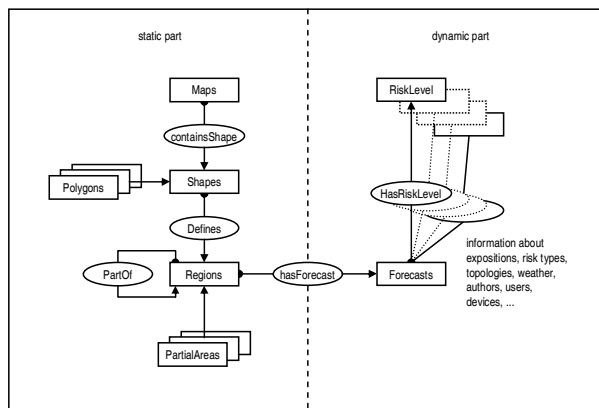 static part
dynamic part
Maps
RiskLevel
containsShape
Polygons
Shapes
HasRiskLevel
Defines
PartOf
Regions
hasForecast
Forecasts
information about
expositions, risk types,
topologies, weather,
authors, users,
devices, ...
PartialAreas